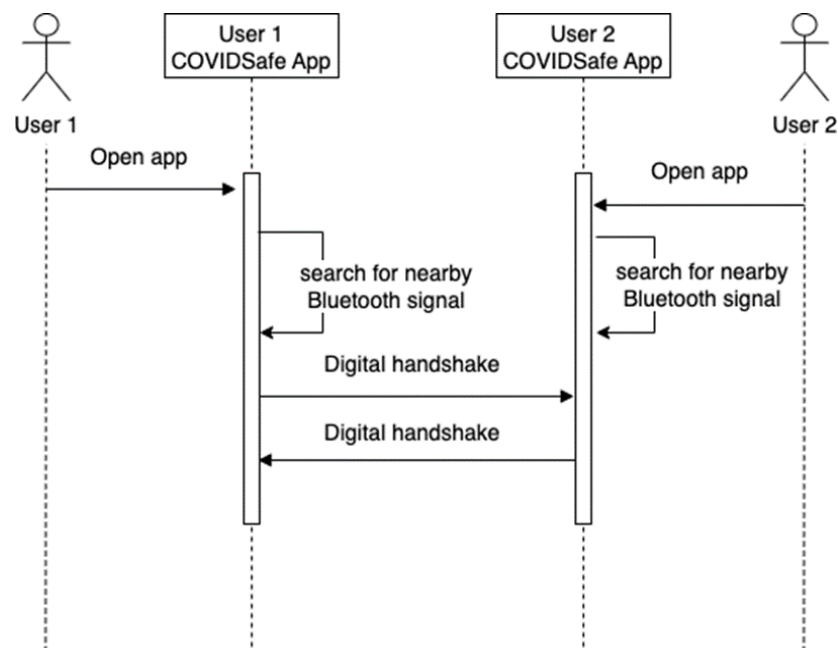 User 1
COVIDSafe App
User 2
COVIDSafe App
User 1
User 2
Open app
Open app
search for nearby
Bluetooth signal
search for nearby
Bluetooth signal
Digital handshake
Digital handshake